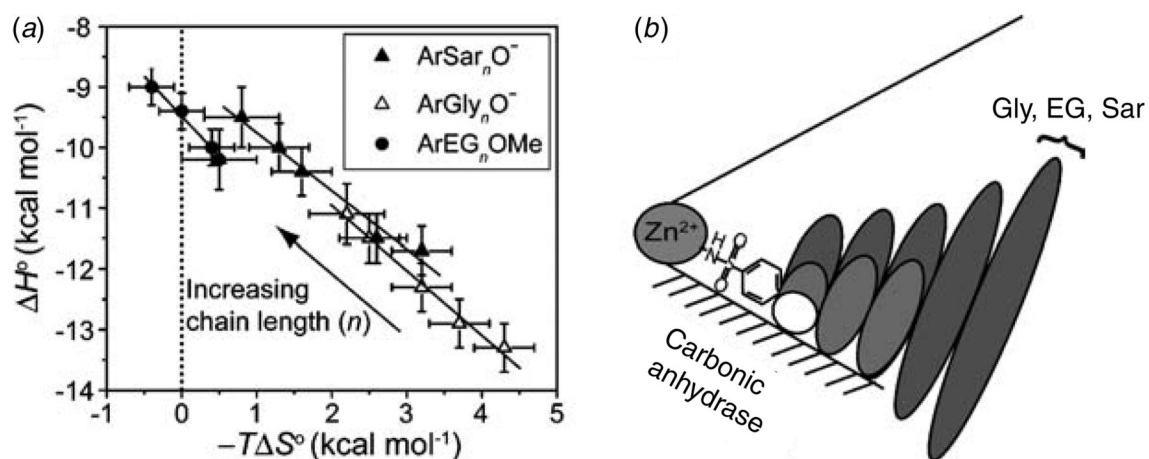 (a)
-8
-9
-10
-11
-12
-13
-14
ΔH° (kcal mol⁻¹)
ArSarₙO⁻
ArGlyₙO⁻
ArEGₙOMe
Increasing
chain length (n)
-1
0
1
2
3
4
5
−TΔS° (kcal mol⁻¹)
(b)
Gly, EG, Sar
Zn²⁺
H
N
S
O
O
Carbonic
anhydrase